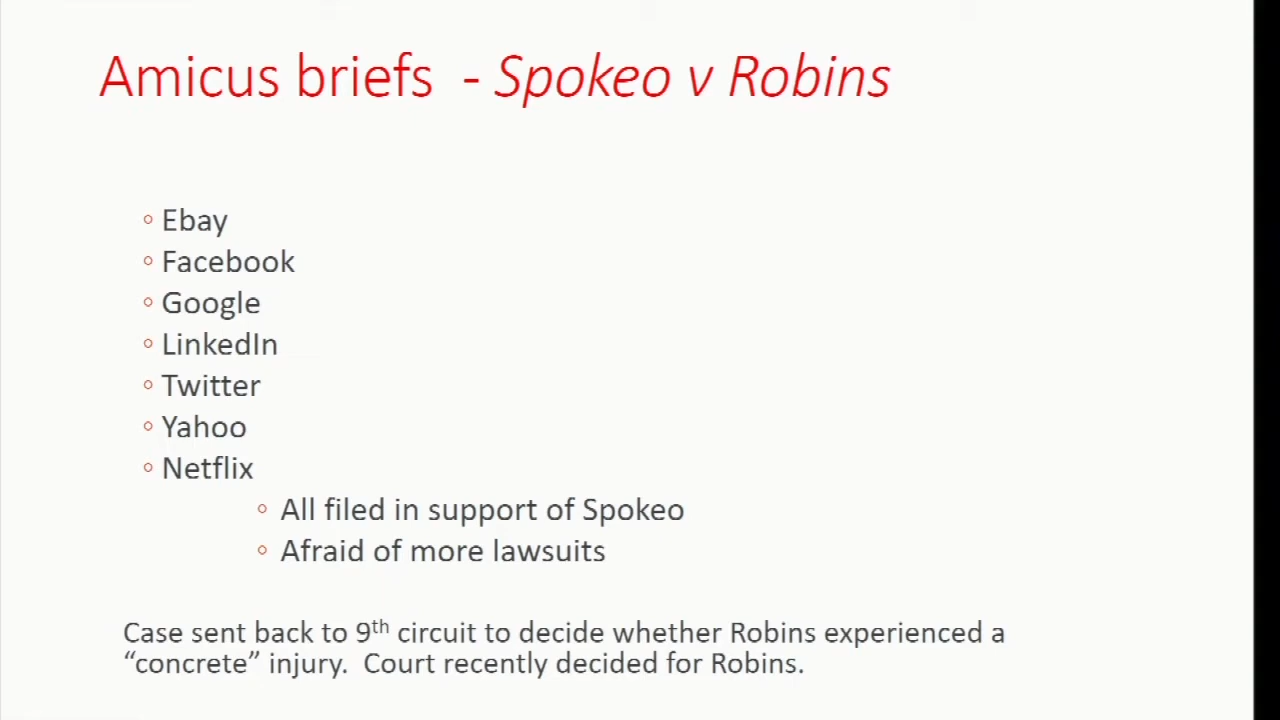 Amicus briefs - Spokeo v Robins
◦ Ebay
◦ Facebook
◦ Google
◦ LinkedIn
◦ Twitter
◦ Yahoo
◦ Netflix
◦ All filed in support of Spokeo
◦ Afraid of more lawsuits
Case sent back to 9th circuit to decide whether Robins experienced a
“concrete” injury. Court recently decided for Robins.